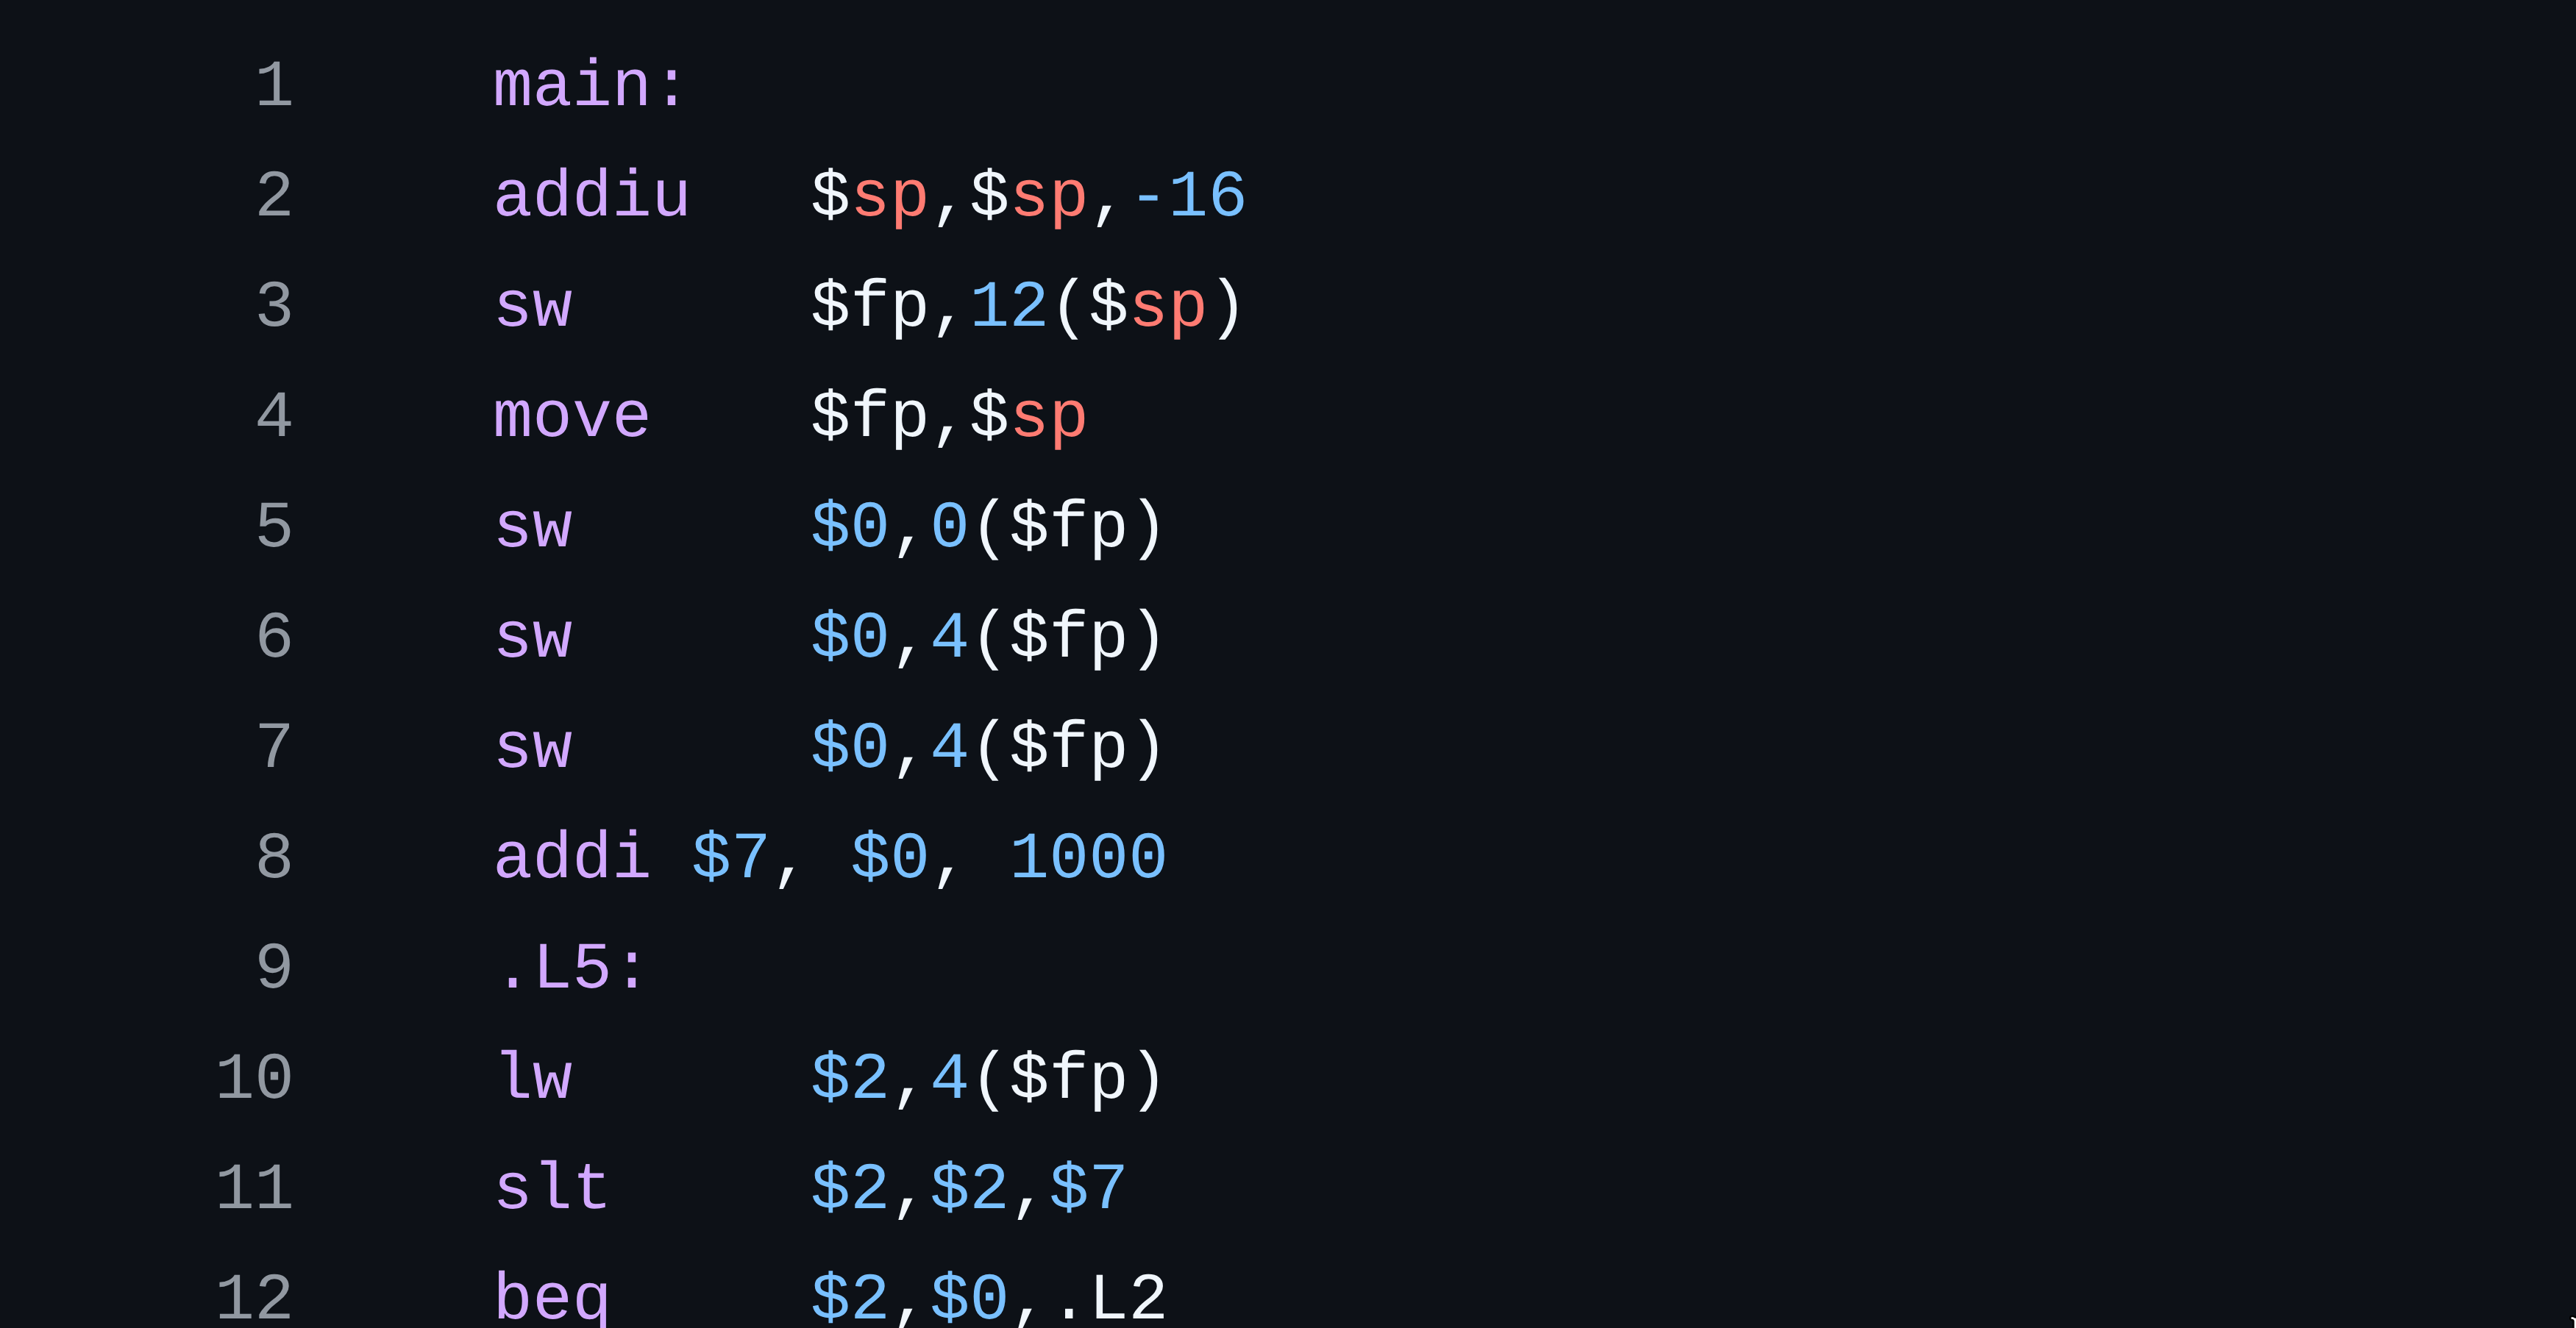 1 main:
2 addiu $sp,$sp,-16
3 sw $fp,12($sp)
4 move $fp,$sp
5 sw $0,0($fp)
6 sw $0,4($fp)
7 sw $0,4($fp)
8 addi $7, $0, 1000
9 .L5:
10 lw $2,4($fp)
11 slt $2,$2,$7
12 beq $2,$0,.L2